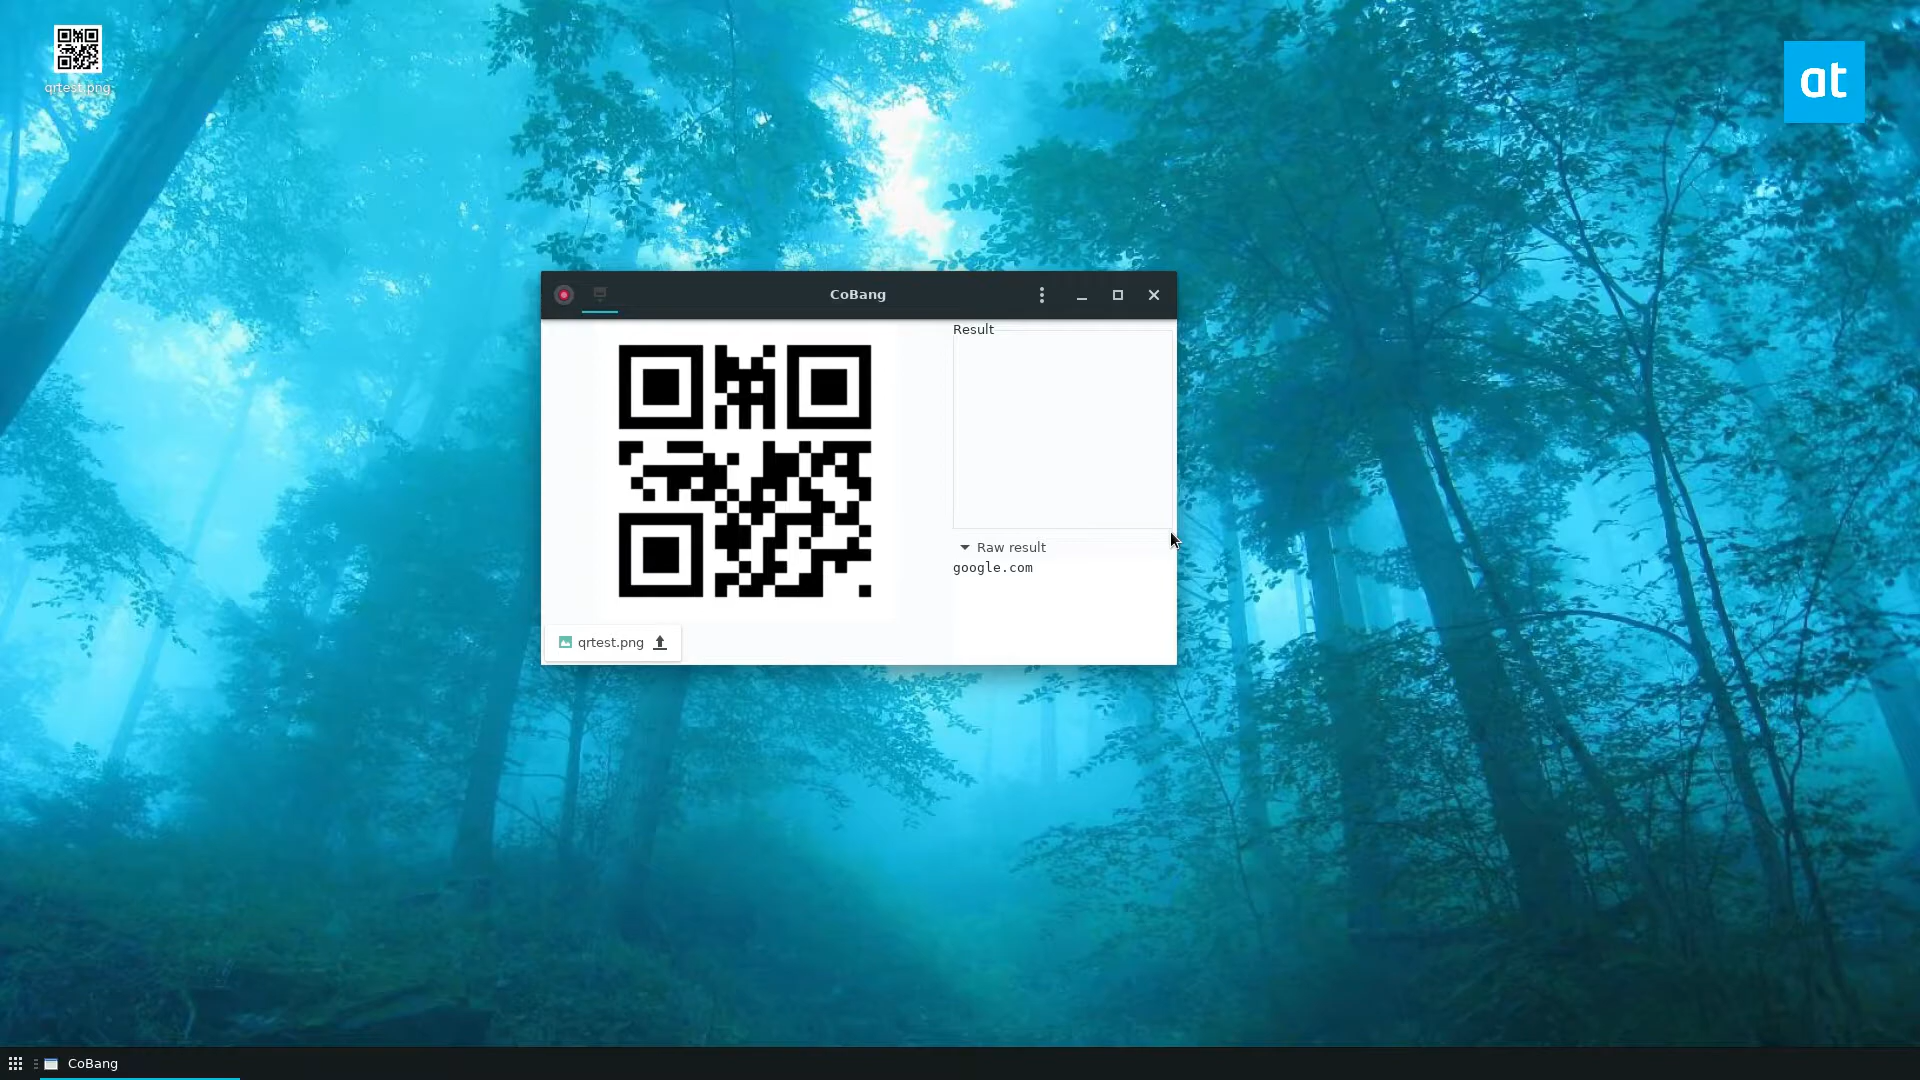 qrtest.png
at
CoBang
Result
Raw result
google.com
qrtest.png
CoBang